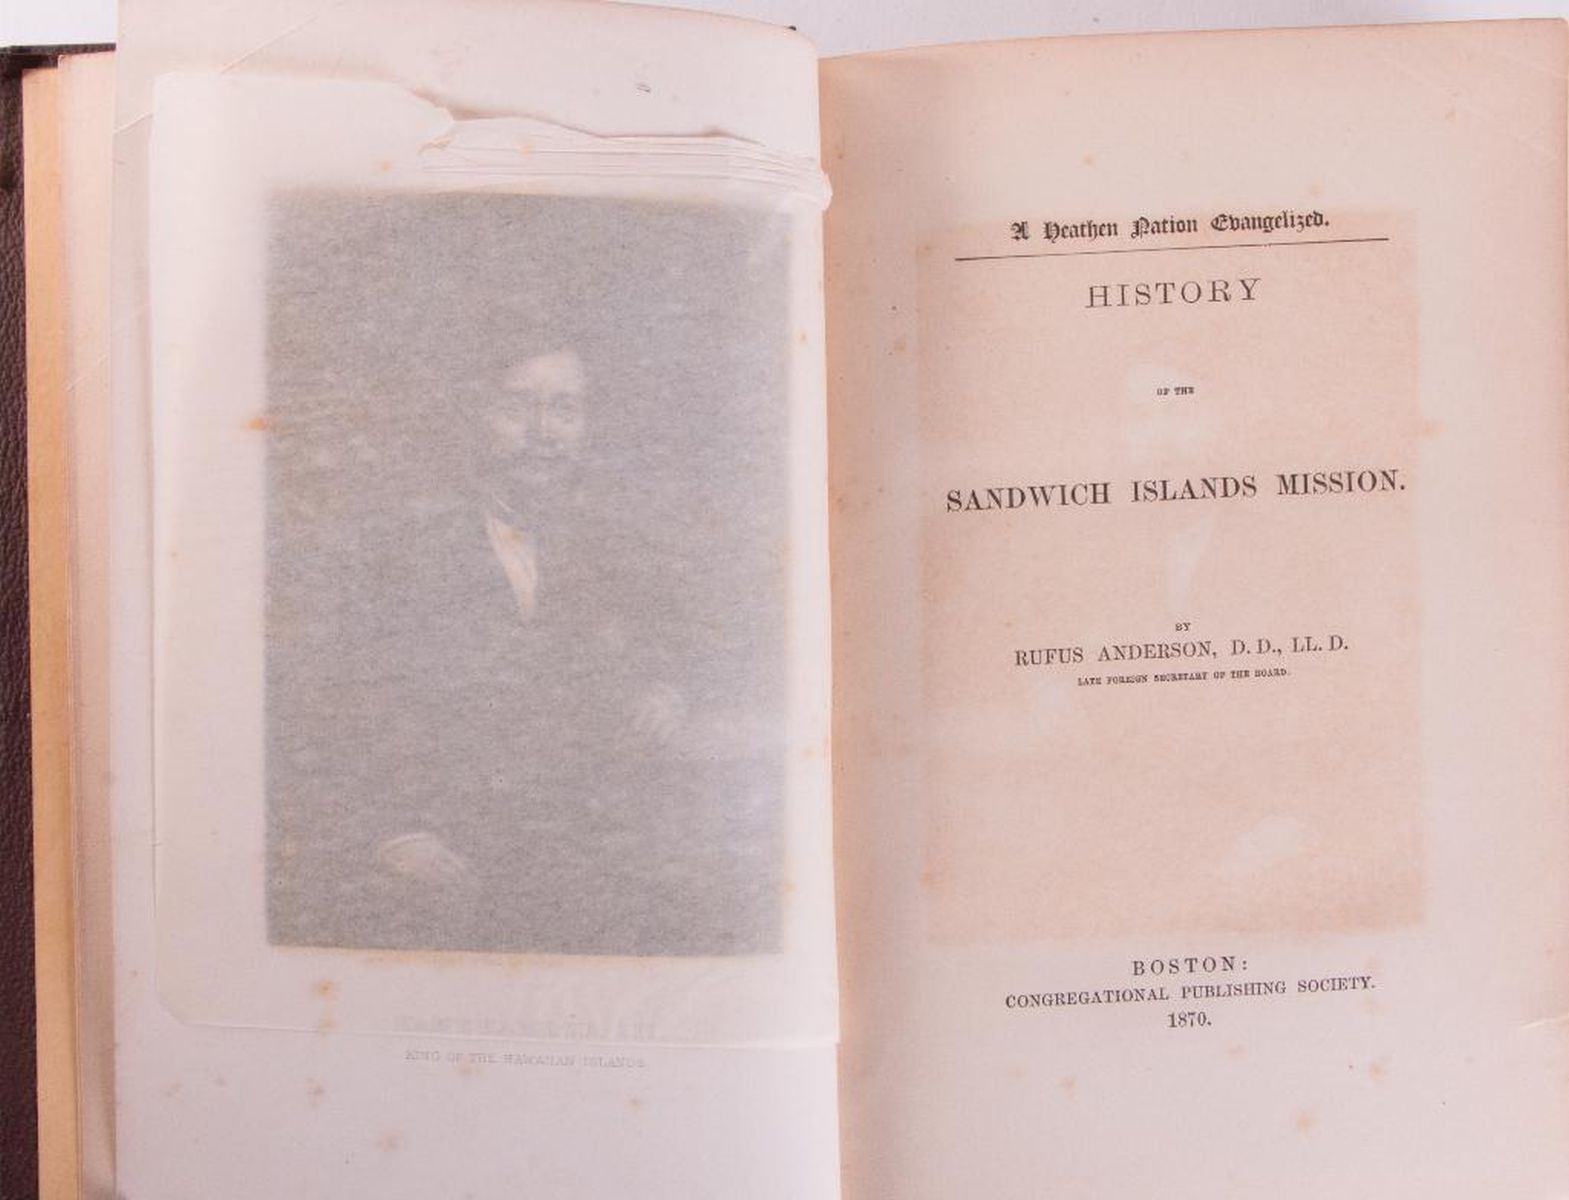 KING OF THE HAWAIIAN ISLANDS.
A Heathen Nation Evangelized.
HISTORY
OF THE
SANDWICH ISLANDS MISSION.
BY
RUFUS ANDERSON, D. D., LL. D.
LATE FOREIGN SECRETARY OF THE BOARD.
BOSTON:
CONGREGATIONAL PUBLISHING SOCIETY.
1870.